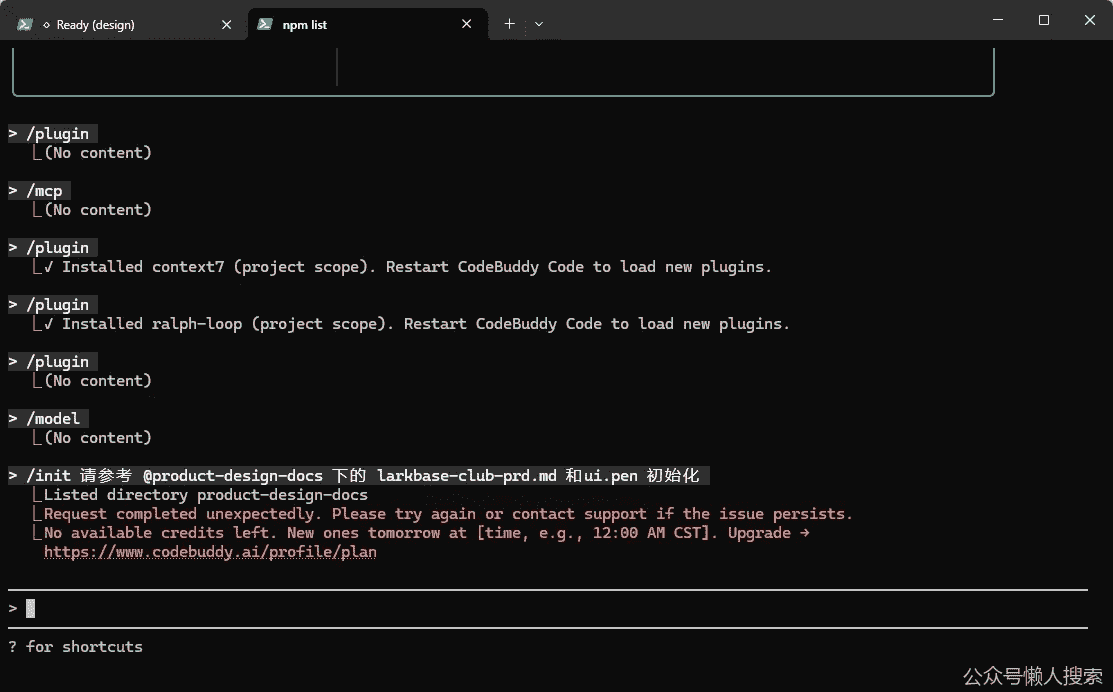 Ready (design)
npm list
> /plugin
(No content)
> /mcp
(No content)
> /plugin
✓ Installed context7 (project scope). Restart CodeBuddy Code to load new plugins.
> /plugin
✓ Installed ralph-loop (project scope). Restart CodeBuddy Code to load new plugins.
> /plugin
(No content)
> /model
(No content)
> /init 请参考 @product-design-docs 下的 larkbase-club-prd.md 和ui.pen 初始化
Listed directory product-design-docs
Request completed unexpectedly. Please try again or contact support if the issue persists.
No available credits left. New ones tomorrow at [time, e.g., 12:00 AM CST]. Upgrade →
https://www.codebuddy.ai/profile/plan
>
? for shortcuts
公众号懒人搜索